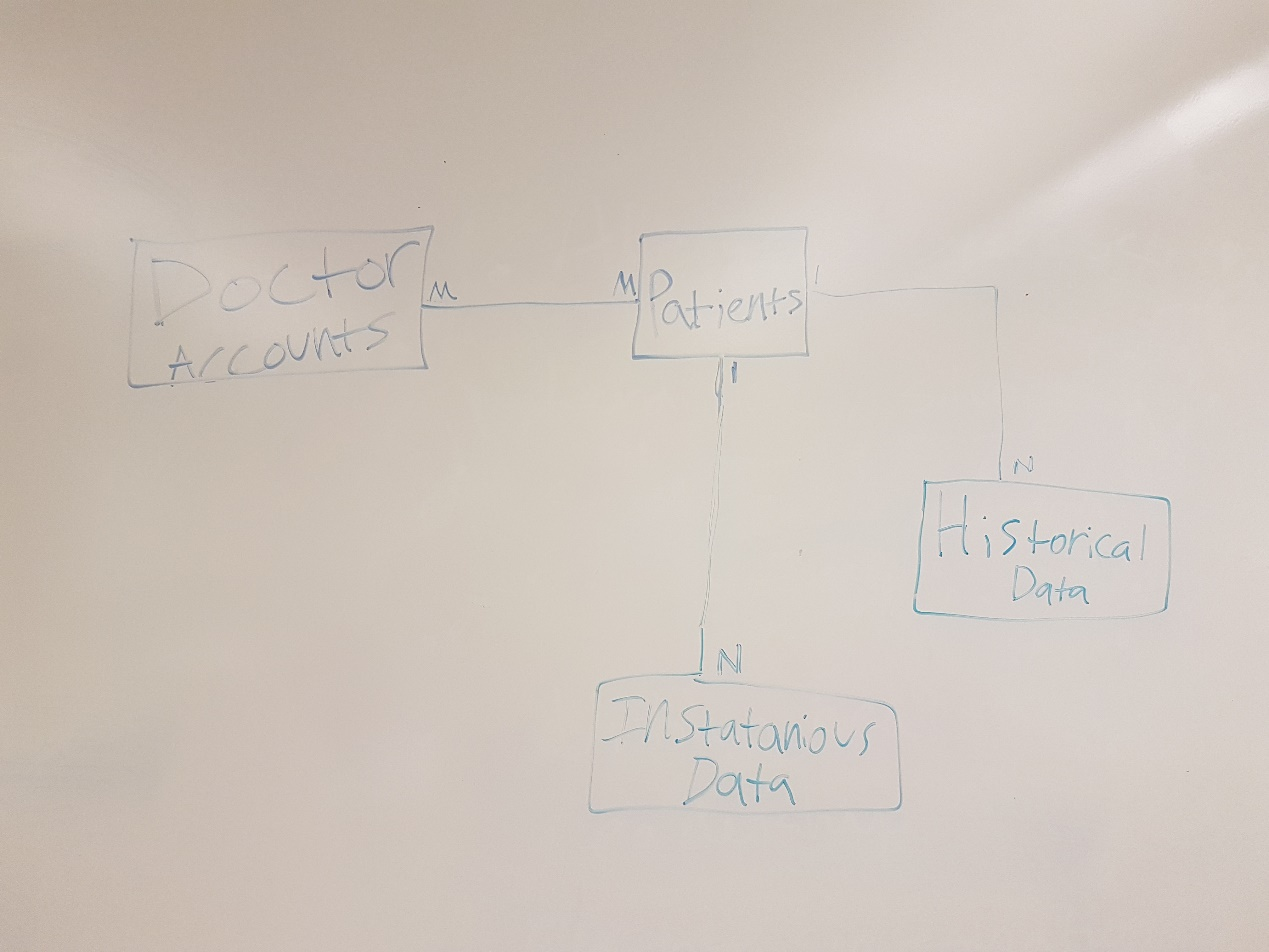 Doctor
Accounts
M
M
Patients
1
1
N
Historical
Data
N
Instatanious
Data